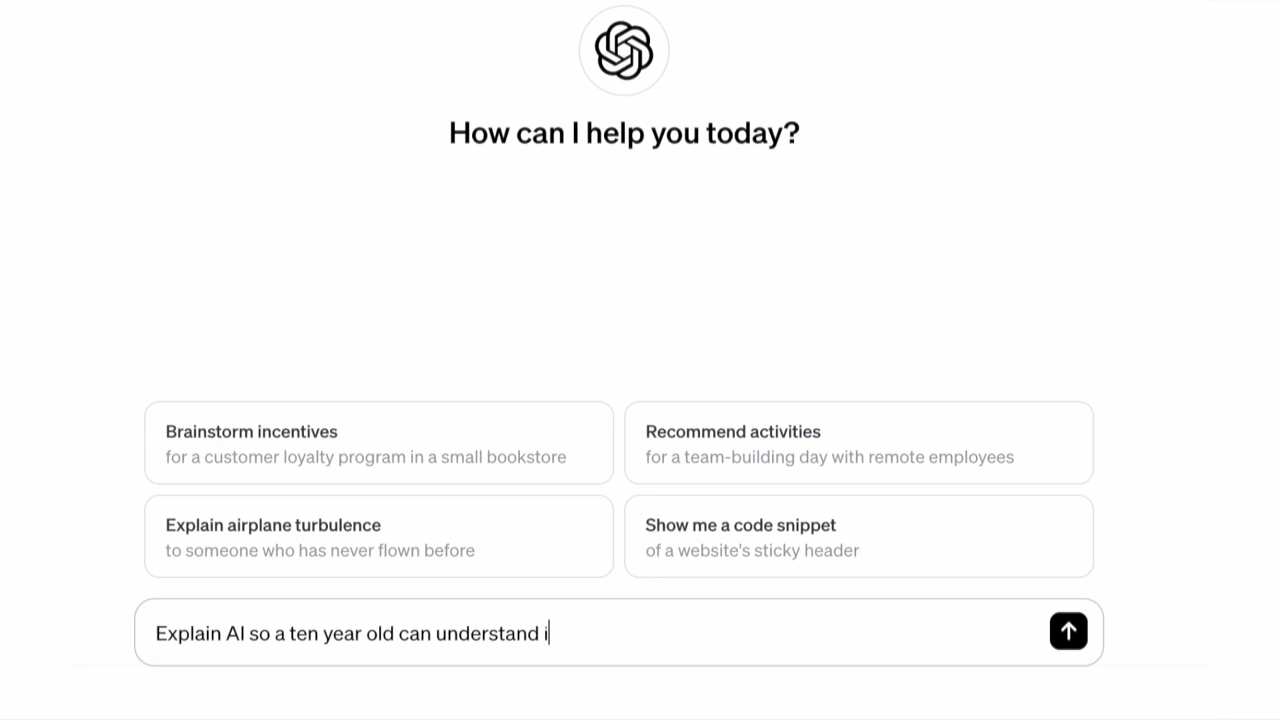 How can I help you today?
Brainstorm incentives
for a customer loyalty program in a small bookstore
Recommend activities
for a team-building day with remote employees
Explain airplane turbulence
to someone who has never flown before
Show me a code snippet
of a website's sticky header
Explain AI so a ten year old can understand i